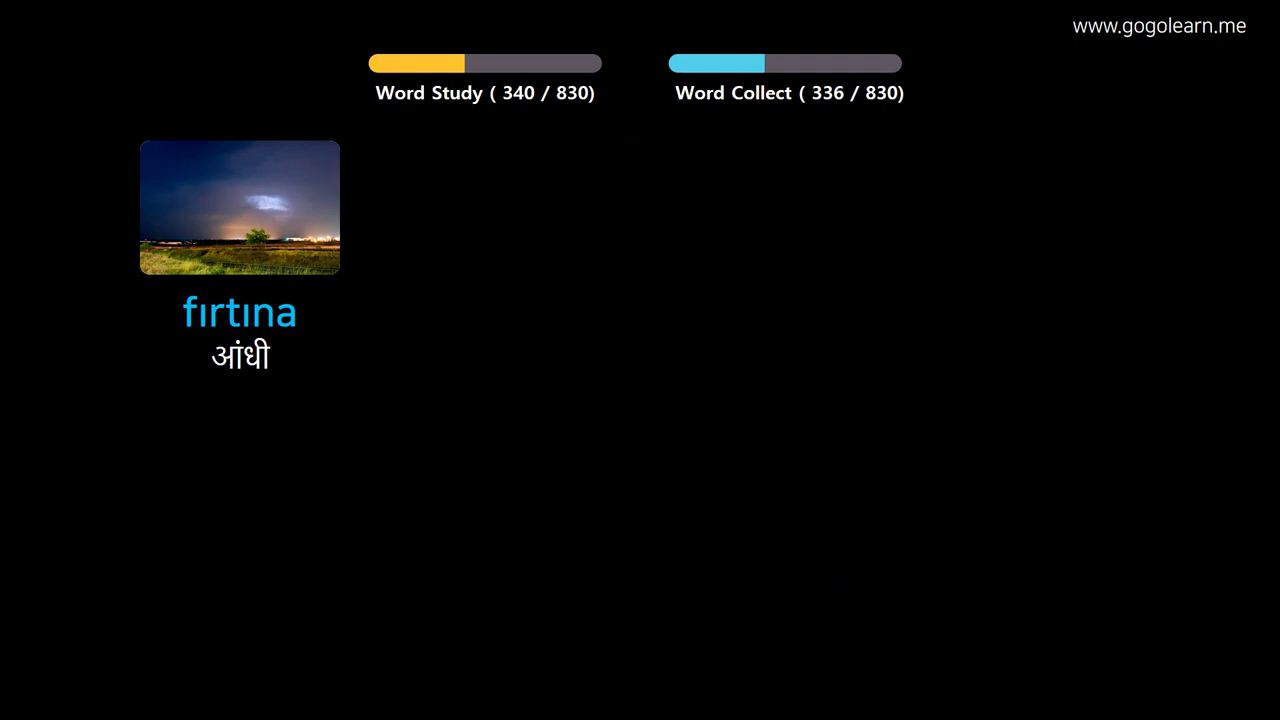 www.gogolearn.me
Word Study ( 340 / 830)
Word Collect ( 336 / 830)
fırtına
आंधी